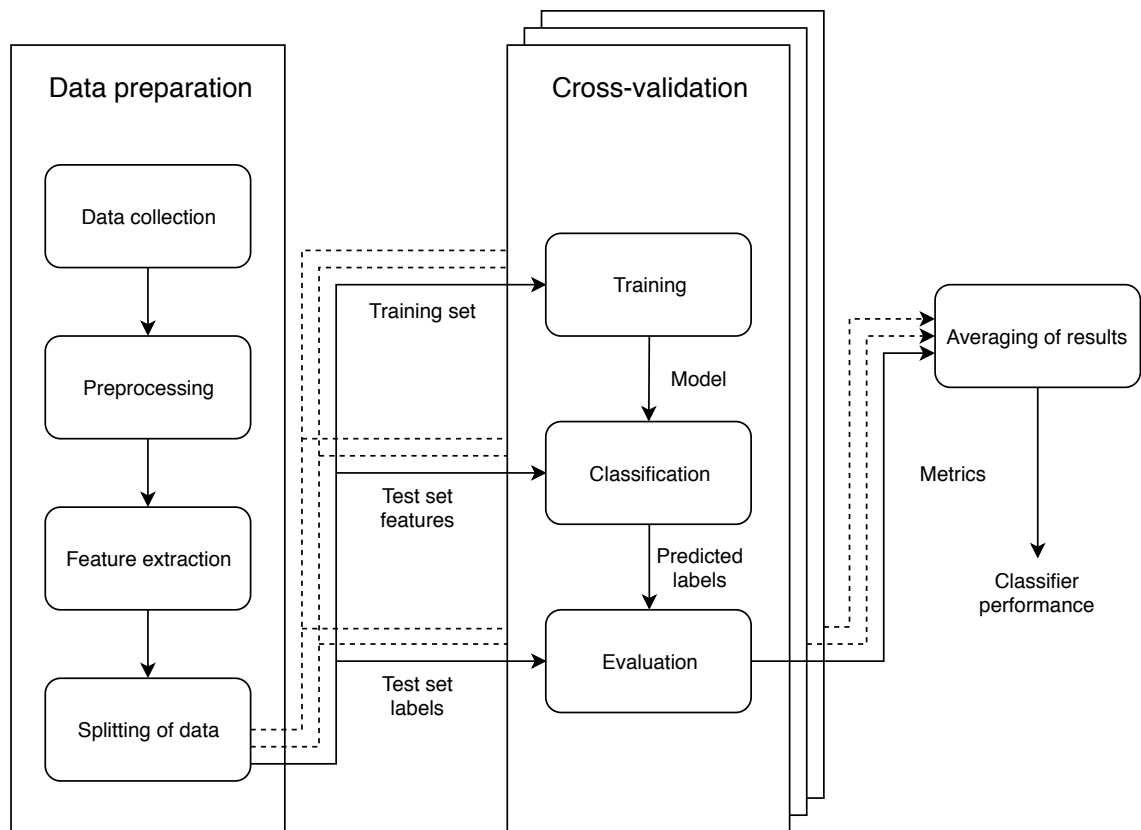 Data preparation
Data collection
Preprocessing
Feature extraction
Splitting of data
Training set
Test set
features
Test set
labels
Cross-validation
Training
Model
Classification
Predicted
labels
Evaluation
Averaging of results
Metrics
Classifier
performance